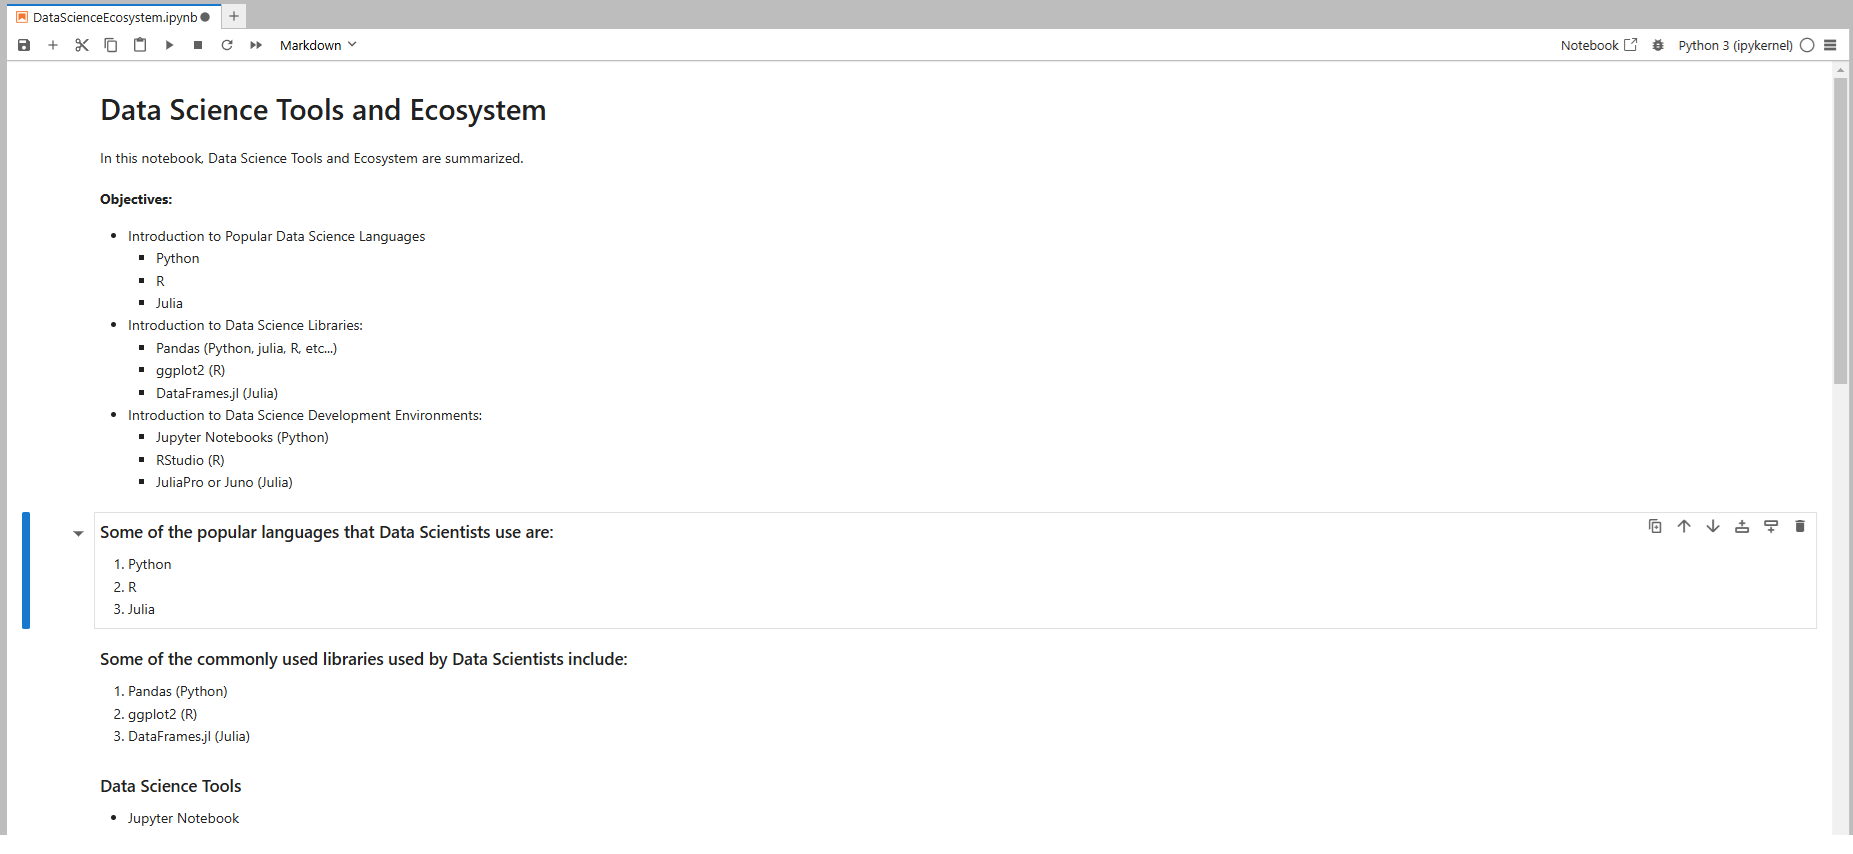 DataScienceEcosystem.ipynb
Markdown
Notebook
Python 3 (ipykernel)
Data Science Tools and Ecosystem
In this notebook, Data Science Tools and Ecosystem are summarized.
Objectives:
Introduction to Popular Data Science Languages
Python
R
Julia
Introduction to Data Science Libraries:
Pandas (Python, julia, R, etc...)
ggplot2 (R)
DataFrames.jl (Julia)
Introduction to Data Science Development Environments:
Jupyter Notebooks (Python)
RStudio (R)
JuliaPro or Juno (Julia)
Some of the popular languages that Data Scientists use are:
1. Python
2. R
3. Julia
Some of the commonly used libraries used by Data Scientists include:
1. Pandas (Python)
2. ggplot2 (R)
3. DataFrames.jl (Julia)
Data Science Tools
Jupyter Notebook